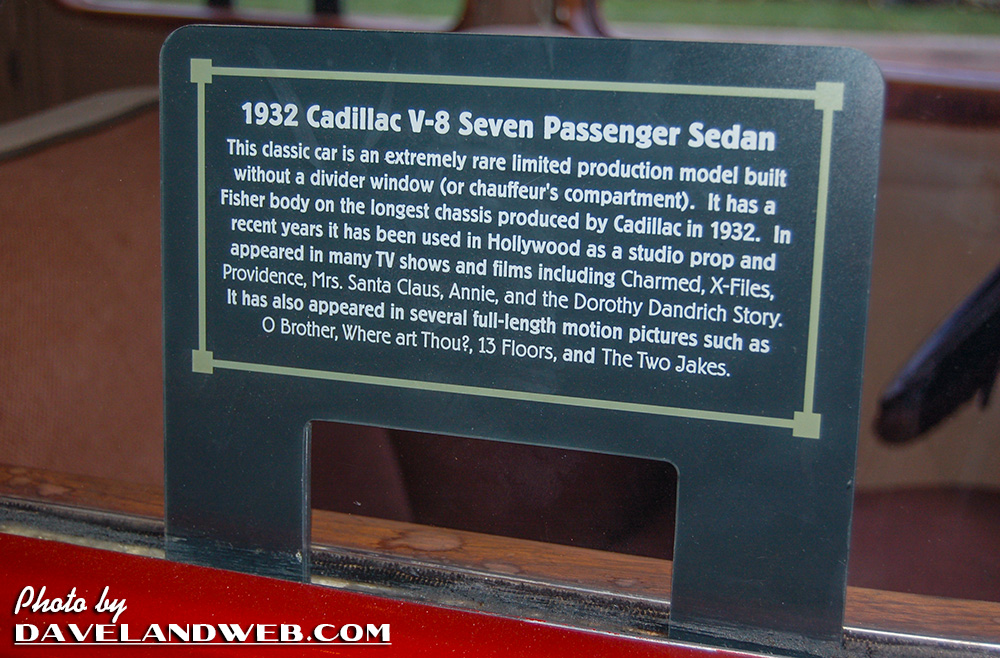 1932 Cadillac V-8 Seven Passenger Sedan
This classic car is an extremely rare limited production model built
without a divider window (or chauffeur's compartment). It has a
Fisher body on the longest chassis produced by Cadillac in 1932. In
recent years it has been used in Hollywood as a studio prop and
appeared in many TV shows and films including Charmed, X-Files,
Providence, Mrs. Santa Claus, Annie, and the Dorothy Dandrich Story.
It has also appeared in several full-length motion pictures such as
O Brother, Where art Thou?, 13 Floors, and The Two Jakes.
Photo by
DAVELANDWEB.COM